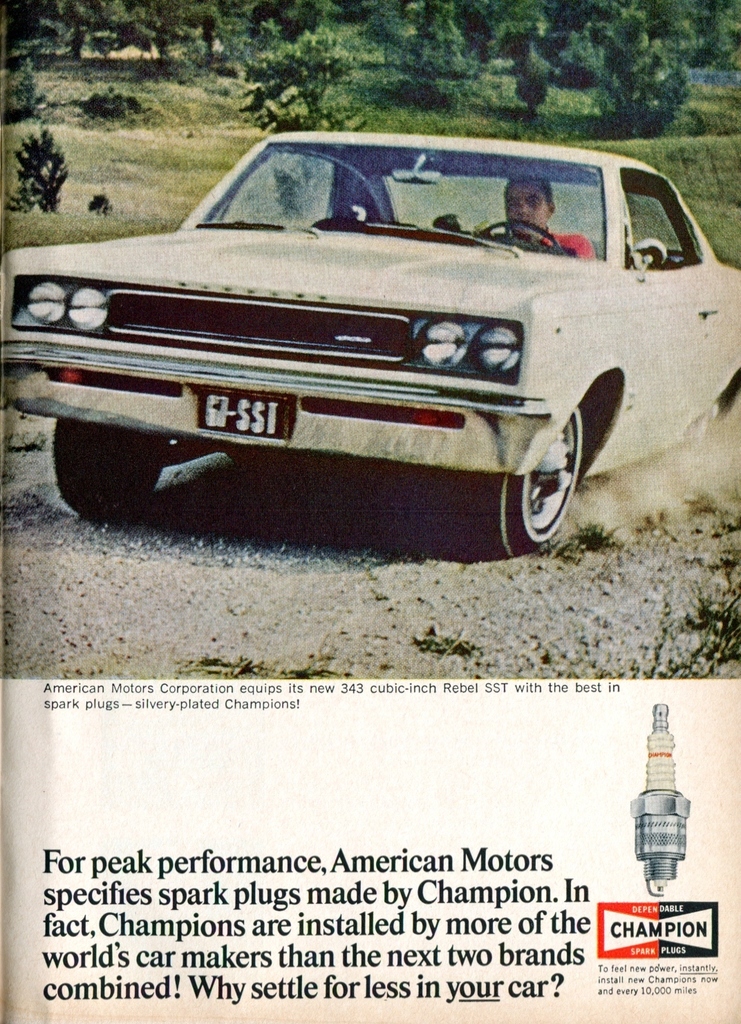 67-SST
American Motors Corporation equips its new 343 cubic-inch Rebel SST with the best in
spark plugs—silvery-plated Champions!
CHAMPION
For peak performance, American Motors
specifies spark plugs made by Champion. In
fact, Champions are installed by more of the
world's car makers than the next two brands
combined! Why settle for less in your car?
DEPENDABLE
CHAMPION
SPARK PLUGS
To feel new power, instantly,
install new Champions now
and every 10,000 miles